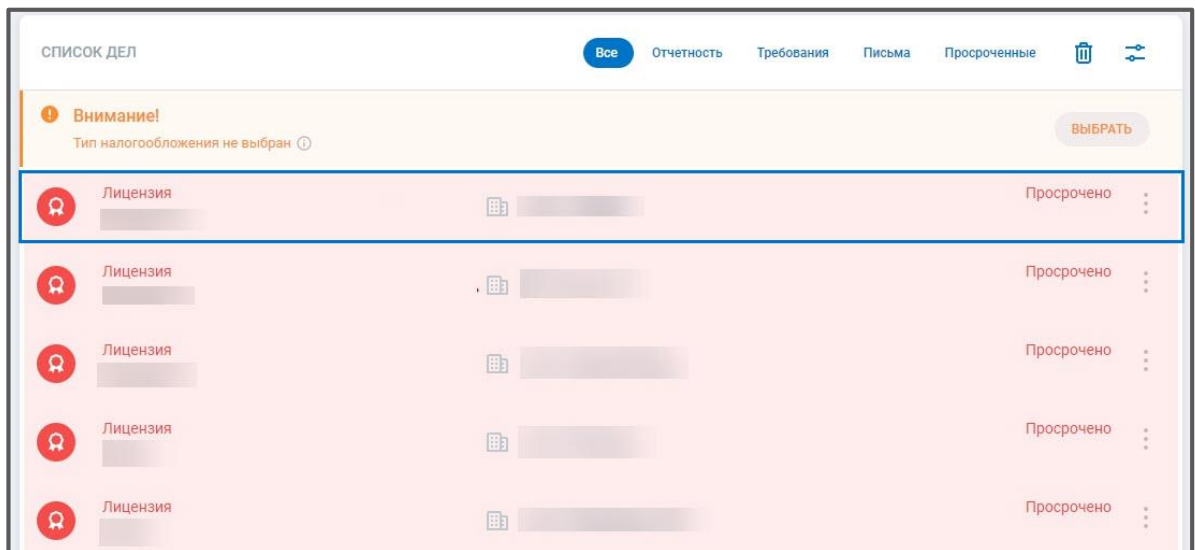 СПИСОК ДЕЛ Все Отчетность Требования Письма Просроченные
Внимание!
Тип налогообложения не выбран
ВЫБРАТЬ
Лицензия Просрочено
Лицензия Просрочено
Лицензия Просрочено
Лицензия Просрочено
Лицензия Просрочено